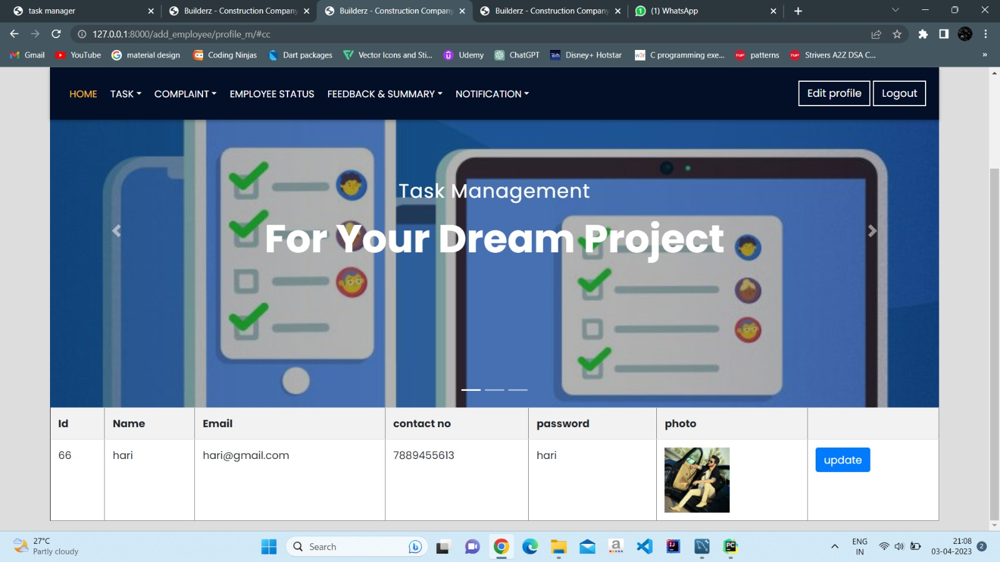 task manager
Builderz - Construction Company
Builderz - Construction Company
Builderz - Construction Company
(1) WhatsApp
127.0.0.1:8000/add_employee/profile_m/#cc
Gmail YouTube material design Coding Ninjas Dart packages Vector Icons and Sti... Udemy ChatGPT Disney+ Hotstar C programming exe... patterns Strivers A2Z DSA C... »
HOME TASK COMPLAINT EMPLOYEE STATUS FEEDBACK & SUMMARY NOTIFICATION Edit profile Logout
Task Management
For Your Dream Project
Id Name Email contact no password photo
66 hari hari@gmail.com 7889455613 hari update
27°C
Partly cloudy
Search
ENG
IN
21:08
03-04-2023
2